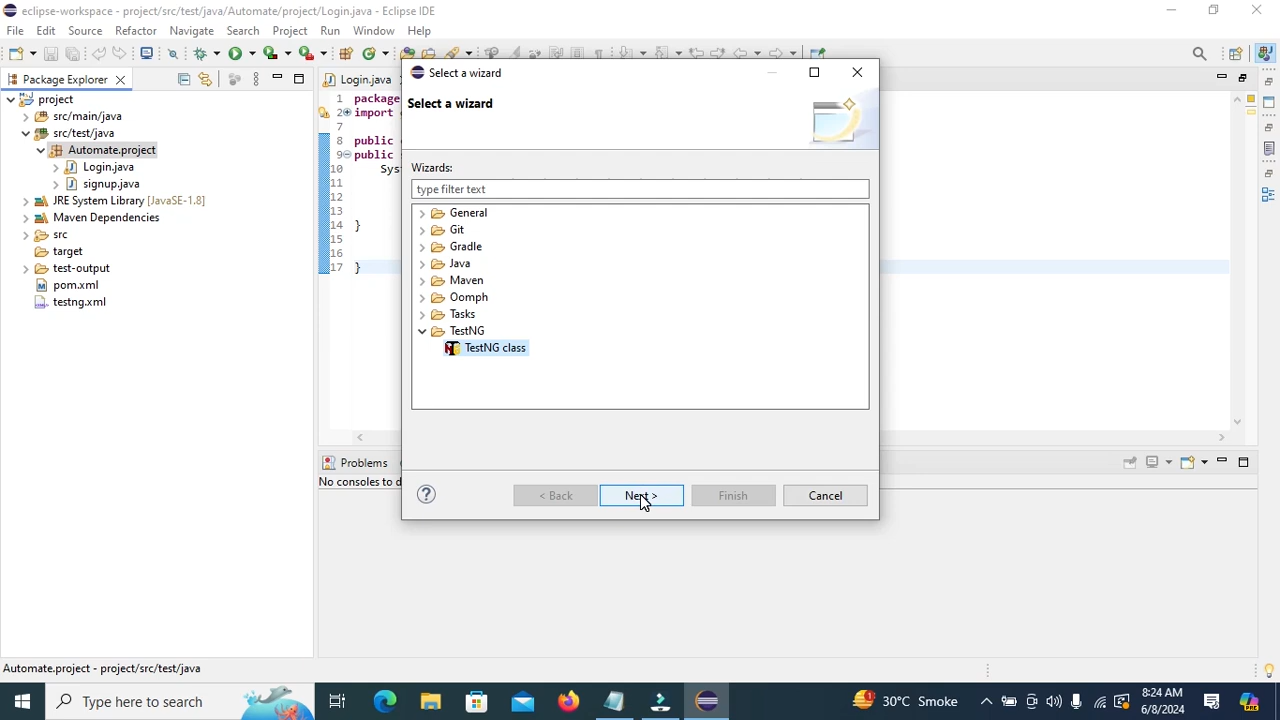 eclipse-workspace - project/src/test/java/Automate/project/Login.java - Eclipse IDE
File Edit Source Refactor Navigate Search Project Run Window Help
Package Explorer
project
src/main/java
src/test/java
Automate.project
Login.java
signup.java
JRE System Library [JavaSE-1.8]
Maven Dependencies
src
target
test-output
pom.xml
testng.xml
Login.java
1 package
2 import
7
8 public
9 public
10 Sys
11
12
13
14 }
15
16
17 }
Select a wizard
Select a wizard
Wizards:
type filter text
General
Git
Gradle
Java
Maven
Oomph
Tasks
TestNG
TestNG class
< Back
Next >
Finish
Cancel
Problems
No consoles to d
Automate.project - project/src/test/java
Type here to search
1
30°C Smoke
8:24 AM
6/8/2024
PRE